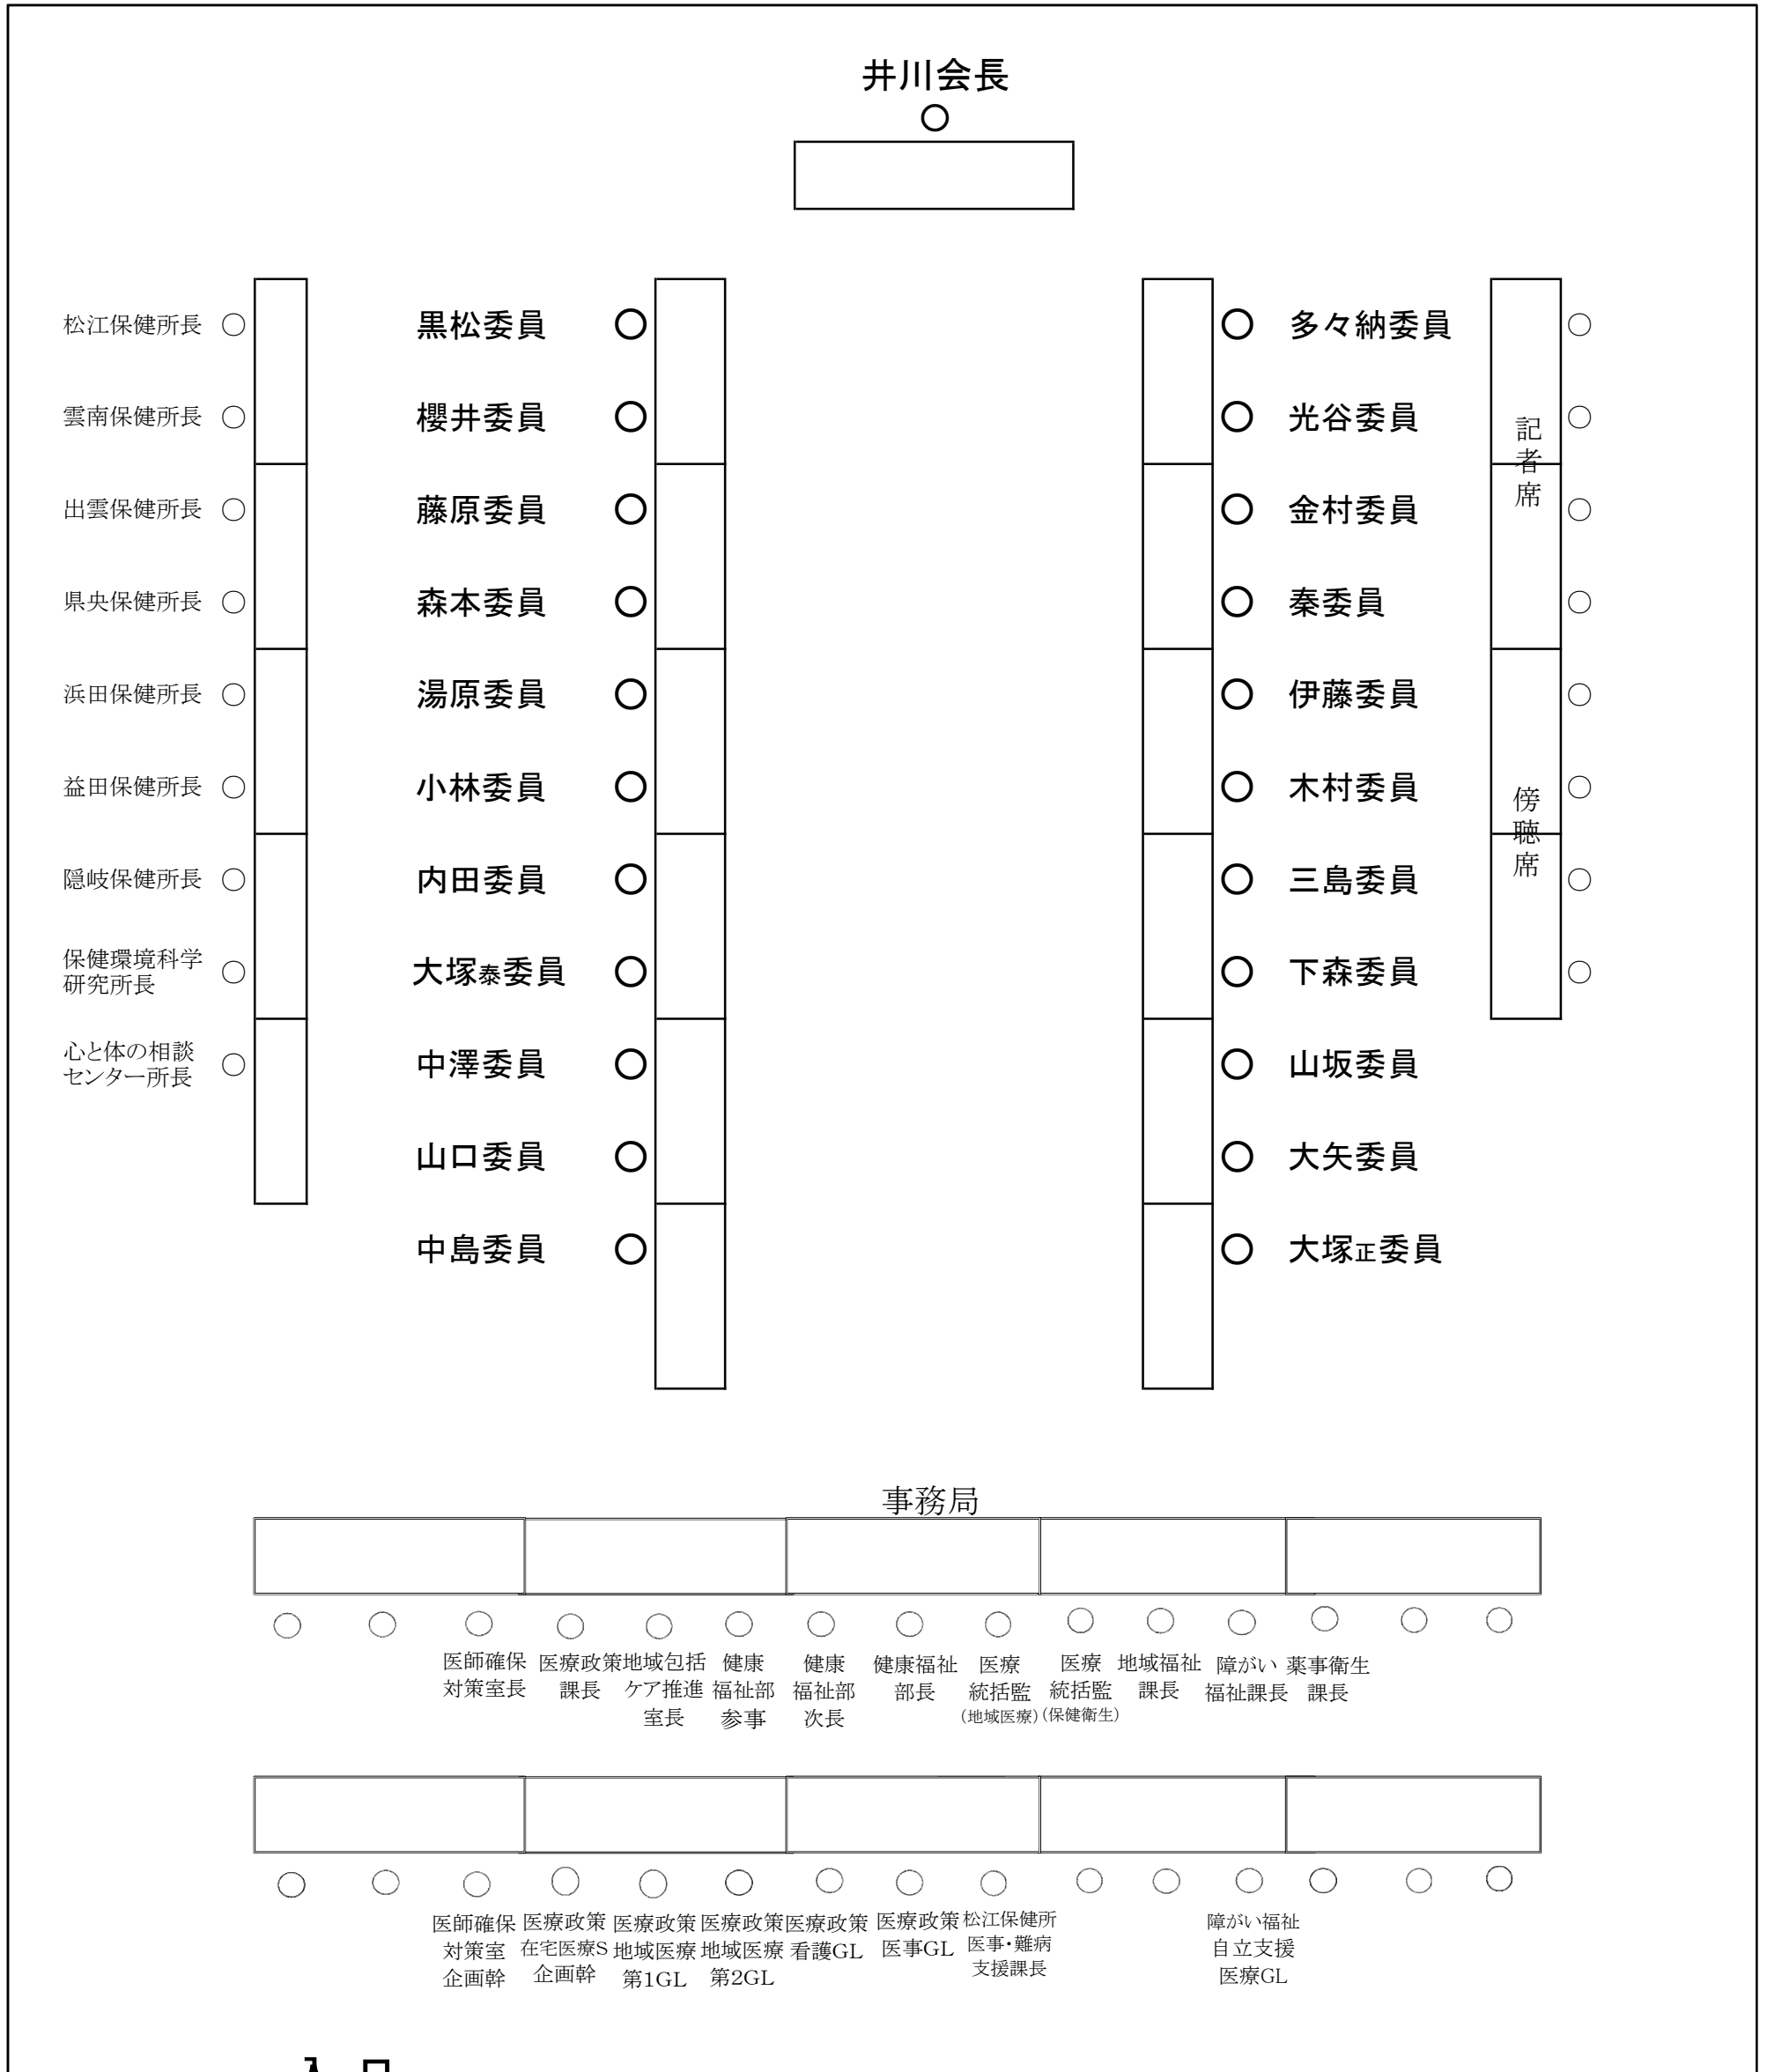 井川会長
松江保健所長
黒松委員
多々納委員
雲南保健所長
櫻井委員
光谷委員
記者席
出雲保健所長
藤原委員
金村委員
県央保健所長
森本委員
秦委員
浜田保健所長
湯原委員
伊藤委員
益田保健所長
小林委員
木村委員
傍聴席
隠岐保健所長
内田委員
三島委員
保健環境科学
研究所長
大塚泰委員
下森委員
心と体の相談
センター所長
中澤委員
山坂委員
山口委員
大矢委員
中島委員
大塚正委員
事務局
医師確保
対策室長
医療政策
課長
地域包括
ケア推進
室長
健康
福祉部
参事
健康
福祉部
次長
健康福祉
部長
医療
統括監
(地域医療)
医療
統括監
(保健衛生)
地域福祉
課長
障がい
福祉課長
薬事衛生
課長
医師確保
対策室
企画幹
医療政策
在宅医療S
企画幹
医療政策
地域医療
第1GL
医療政策
地域医療
第2GL
医療政策
看護GL
医療政策
医事GL
松江保健所
医事・難病
支援課長
障がい福祉
自立支援
医療GL